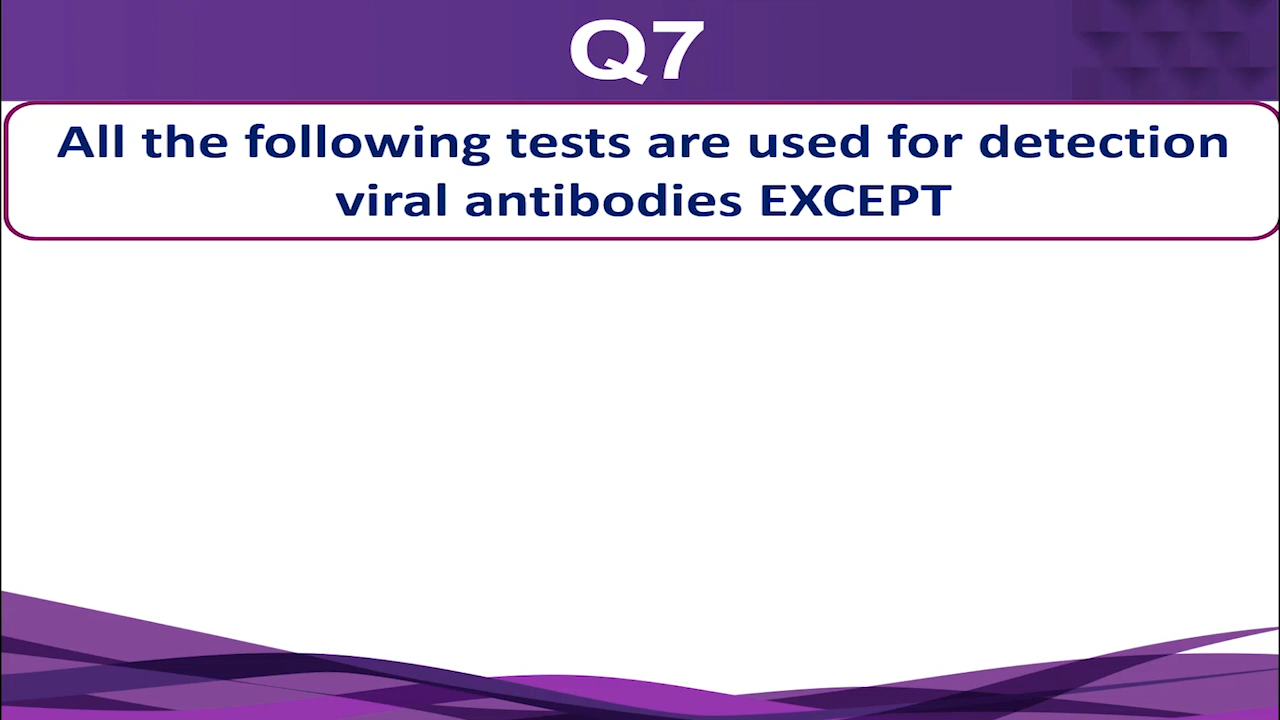 Q7
All the following tests are used for detection
viral antibodies EXCEPT